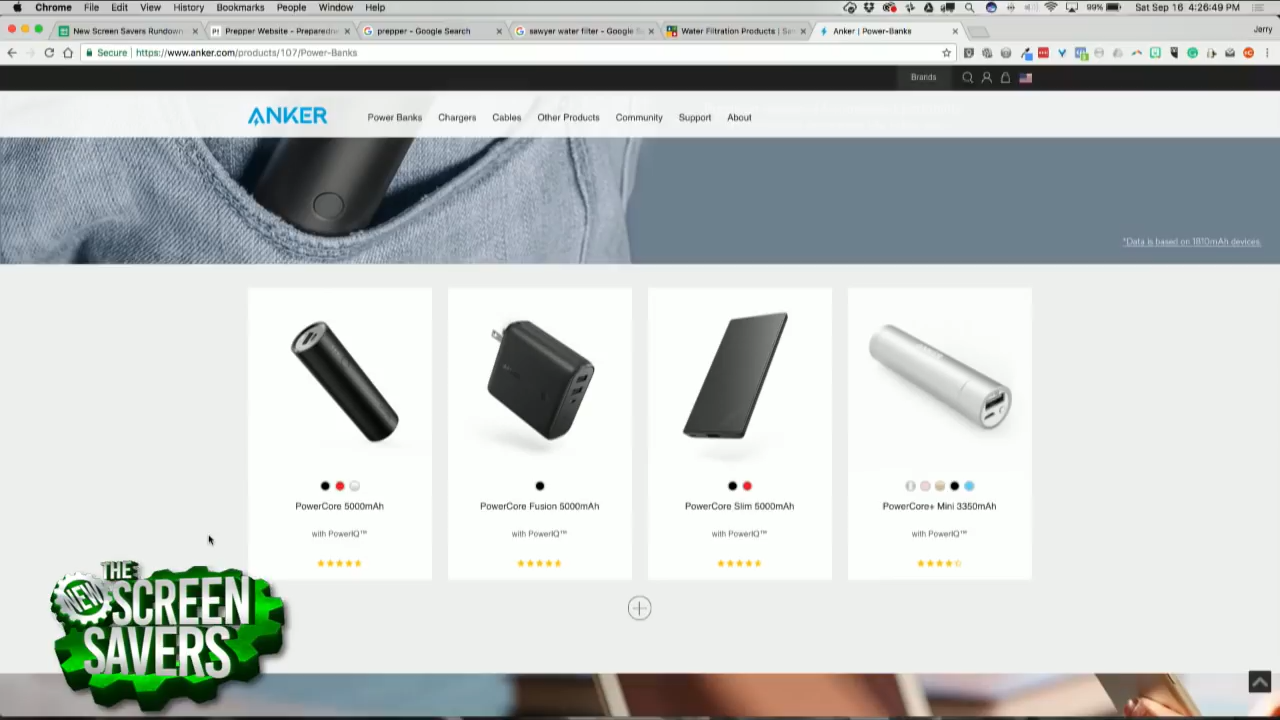 Chrome File Edit View History Bookmarks People Window Help 99% Sat Sep 16 4:26:49 PM
New Screen Savers Rundown Prepper Website - Preparedn prepper - Google Search sawyer water filter - Google S Water Filtration Products | Sa Anker | Power-Banks Jerry
Secure https://www.anker.com/products/107/Power-Banks
Brands
ANKER Power Banks Chargers Cables Other Products Community Support About
*Data is based on 1810mAh devices.
PowerCore 5000mAh PowerCore Fusion 5000mAh PowerCore Slim 5000mAh PowerCore+ Mini 3350mAh
with PowerIQ™ with PowerIQ™ with PowerIQ™ with PowerIQ™
THE
NEW SCREEN
SAVERS